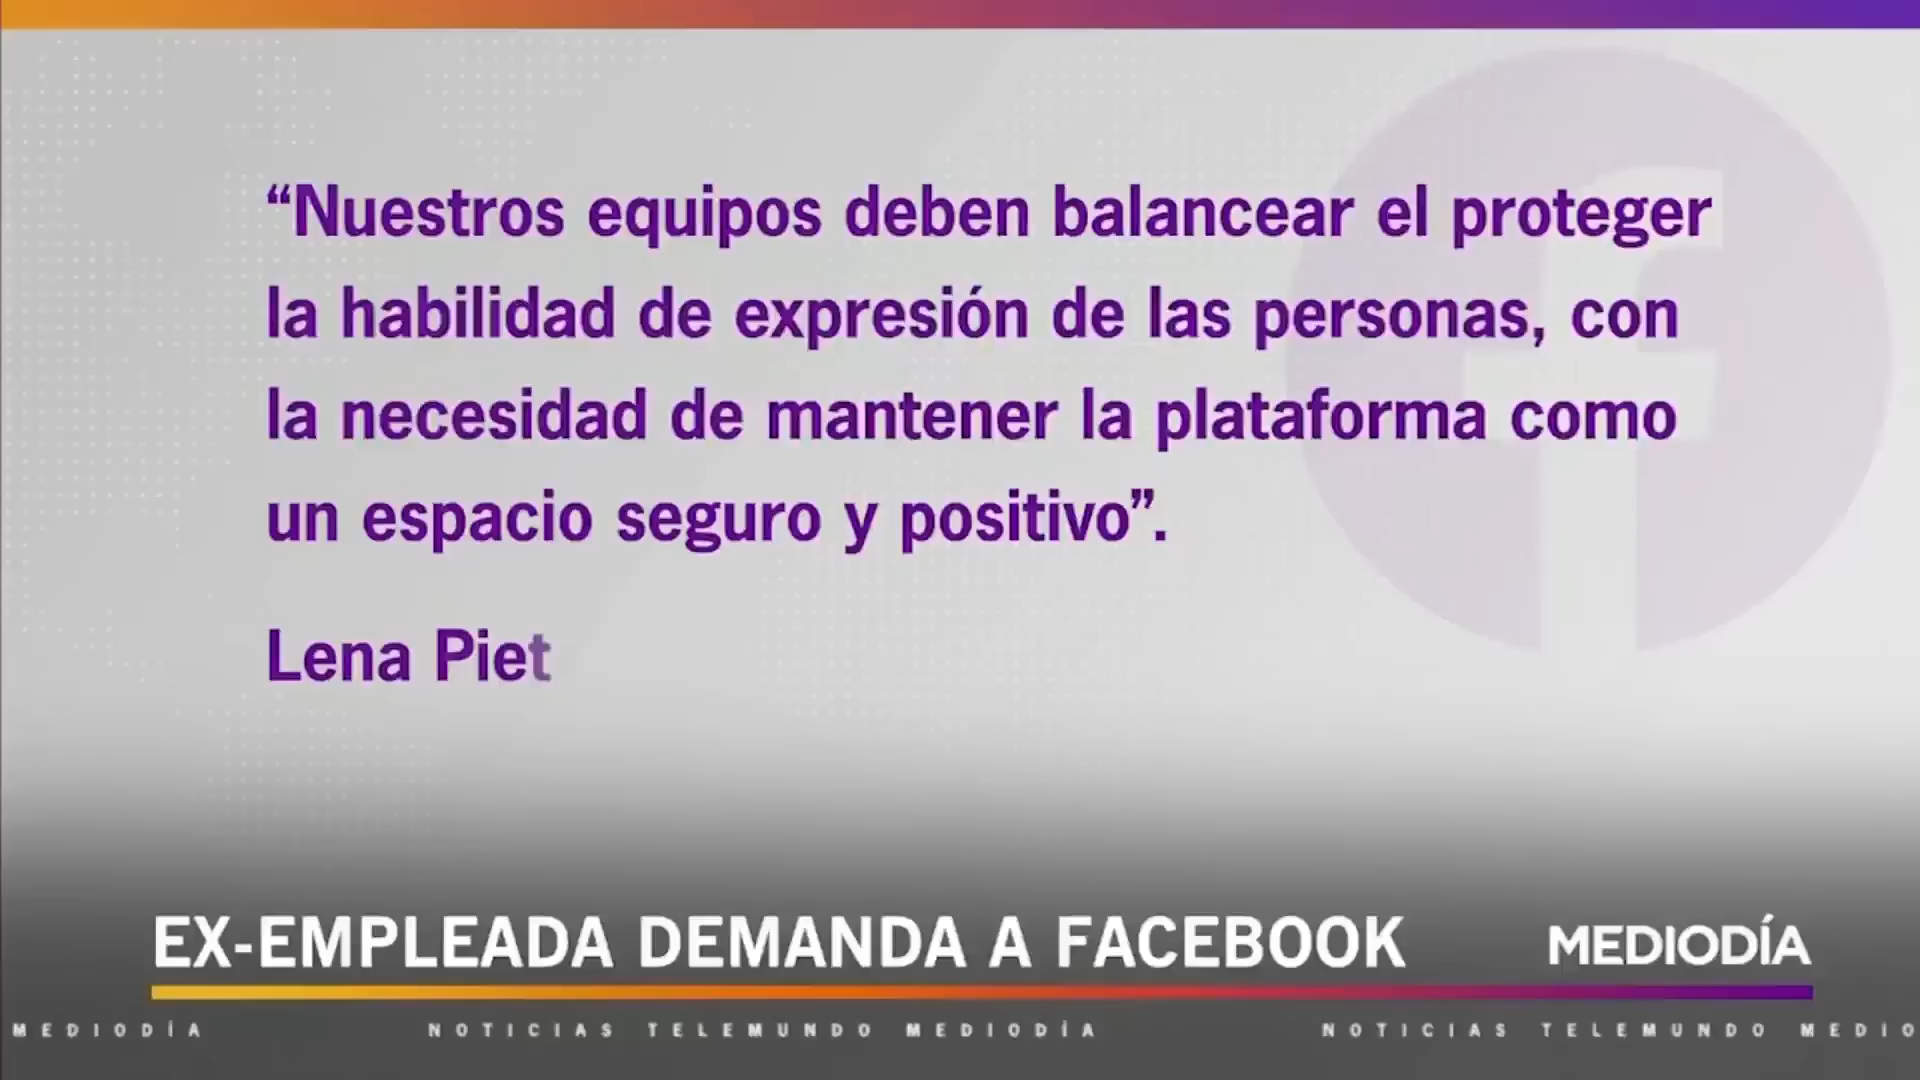 “Nuestros equipos deben balancear el proteger
la habilidad de expresión de las personas, con
la necesidad de mantener la plataforma como
un espacio seguro y positivo”.
Lena Piet
EX-EMPLEADA DEMANDA A FACEBOOK
MEDIODÍA
MEDIODÍA NOTICIAS TELEMUNDO MEDIODÍA NOTICIAS TELEMUNDO MEDIO